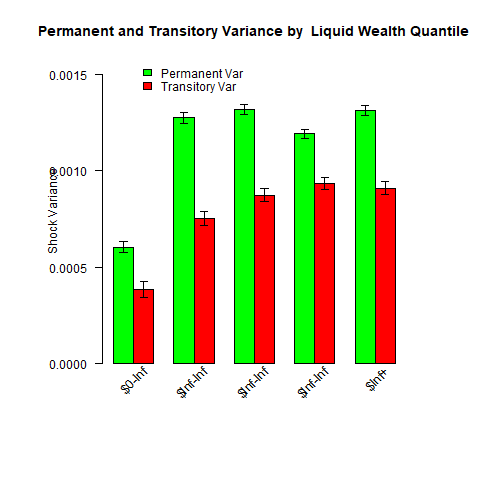 Permanent and Transitory Variance by  Liquid Wealth Quantile
0.0015
Permanent Var
Transitory Var
0.0010
Shock Variance
0.0005
0.0000
$0-Inf
$Inf-Inf
$Inf-Inf
$Inf-Inf
$Inf+